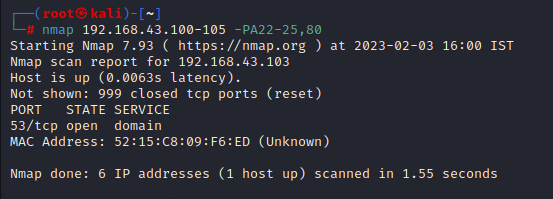 ┌──(root㉿kali)-[~]
└─# nmap 192.168.43.100-105 -PA22-25,80
Starting Nmap 7.93 ( https://nmap.org ) at 2023-02-03 16:00 IST
Nmap scan report for 192.168.43.103
Host is up (0.0063s latency).
Not shown: 999 closed tcp ports (reset)
PORT   STATE SERVICE
53/tcp open  domain
MAC Address: 52:15:C8:09:F6:ED (Unknown)

Nmap done: 6 IP addresses (1 host up) scanned in 1.55 seconds